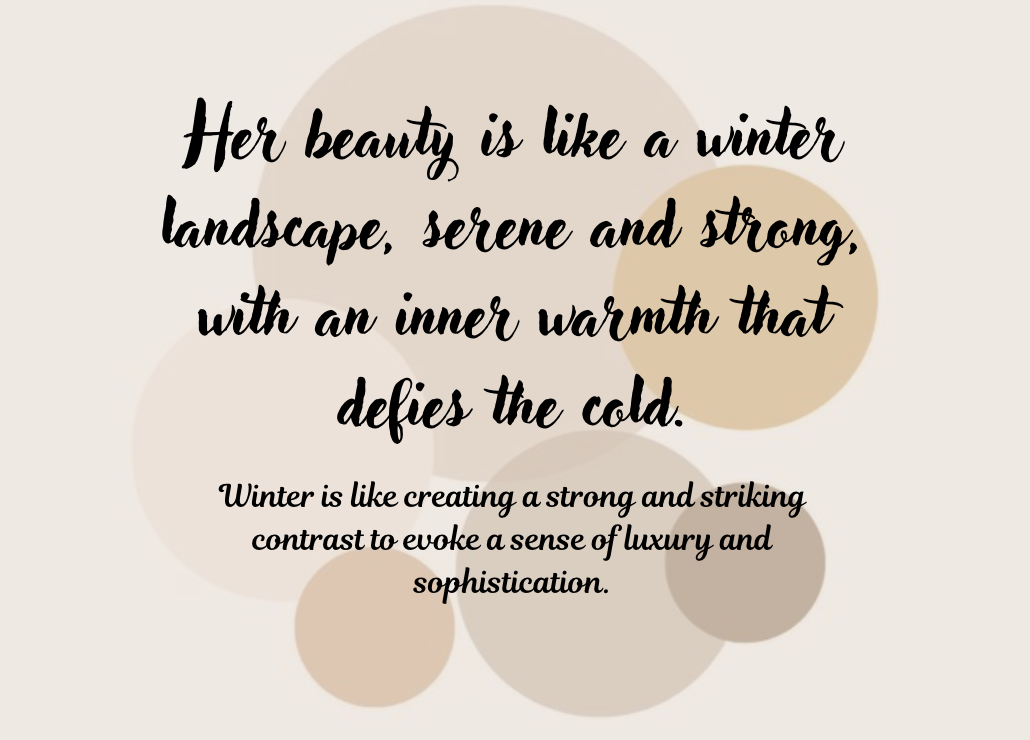 Her beauty is like a winter
landscape, serene and strong,
with an inner warmth that
defies the cold.
Winter is like creating a strong and striking
contrast to evoke a sense of luxury and
sophistication.